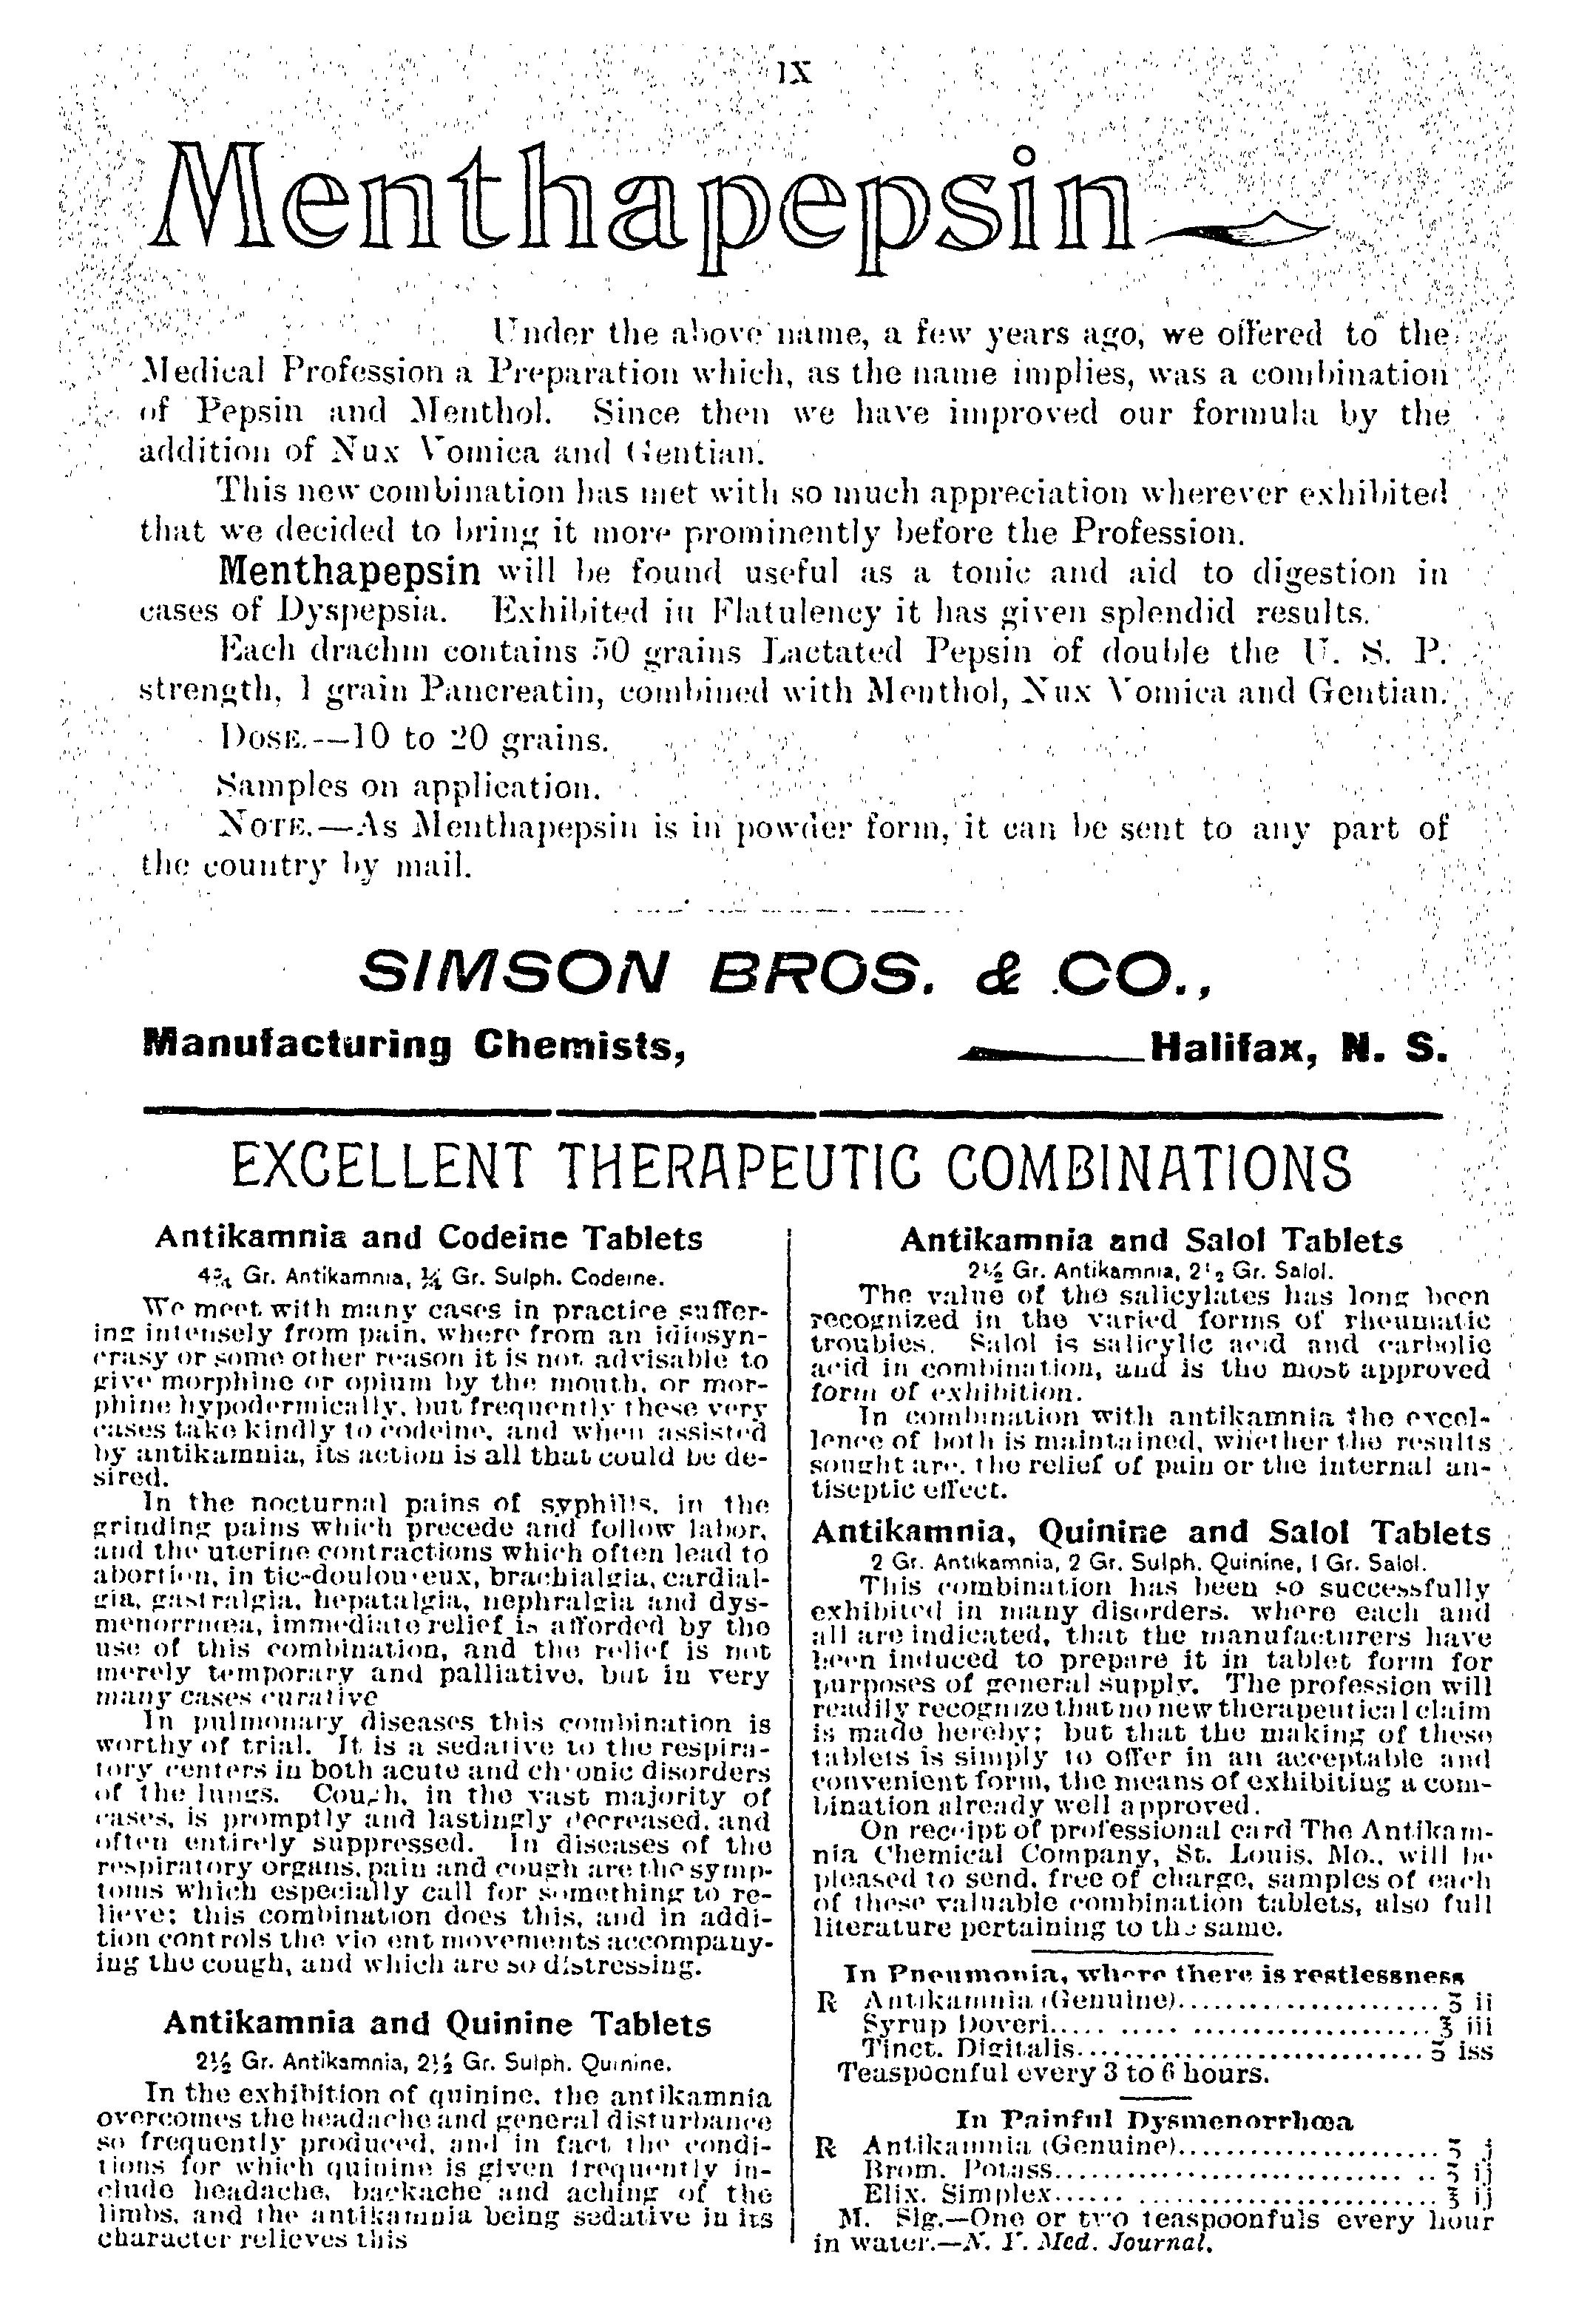 IX
Menthapepsin
Under the above name, a few years ago, we offered to the
Medical Profession a Preparation which, as the name implies, was a combination
of Pepsin and Menthol. Since then we have improved our formula by the
addition of Nux Vomica and Gentian.
This new combination has met with so much appreciation wherever exhibited
that we decided to bring it more prominently before the Profession.
Menthapepsin will be found useful as a tonic and aid to digestion in
cases of Dyspepsia. Exhibited in Flatulency it has given splendid results.
Each drachm contains 50 grains Lactated Pepsin of double the U. S. P.
strength, 1 grain Pancreatin, combined with Menthol, Nux Vomica and Gentian.
DOSE.--10 to 20 grains.
Samples on application.
NOTE.—As Menthapepsin is in powder form, it can be sent to any part of
the country by mail.
SIMSON BROS. & CO.,
Manufacturing Chemists, Halifax, N. S.
EXCELLENT THERAPEUTIC COMBINATIONS
Antikamnia and Codeine Tablets
4¾ Gr. Antikamnia, ¼ Gr. Sulph. Codeine.
We meet with many cases in practice suffer-
ing intensely from pain, where from an idiosyn-
crasy or some other reason it is not advisable to
give morphine or opium by the mouth, or mor-
phine hypodermically, but frequently these very
cases take kindly to codeine, and when assisted
by antikamnia, its action is all that could be de-
sired.
In the nocturnal pains of syphilis, in the
grinding pains which precede and follow labor,
and the uterine contractions which often lead to
abortion, in tic-douloureux, brachialgia, cardial-
gia, gastralgia, hepatalgia, nephralgia and dys-
menorrhœa, immediate relief is afforded by the
use of this combination, and the relief is not
merely temporary and palliative, but in very
many cases curative
In pulmonary diseases this combination is
worthy of trial. It is a sedative to the respira-
tory centers in both acute and chronic disorders
of the lungs. Cough, in the vast majority of
cases, is promptly and lastingly decreased, and
often entirely suppressed. In diseases of the
respiratory organs, pain and cough are the symp-
toms which especially call for something to re-
lieve; this combination does this, and in addi-
tion controls the violent movements accompany-
ing the cough, and which are so distressing.
Antikamnia and Quinine Tablets
2½ Gr. Antikamnia, 2½ Gr. Sulph. Quinine.
In the exhibition of quinine, the antikamnia
overcomes the headache and general disturbance
so frequently produced, and in fact the condi-
tions for which quinine is given frequently in-
clude headache, backache and aching of the
limbs, and the antikamnia being sedative in its
character relieves this
Antikamnia and Salol Tablets
2½ Gr. Antikamnia, 2½ Gr. Salol.
The value of the salicylates has long been
recognized in the varied forms of rheumatic
troubles. Salol is salicylic acid and carbolic
acid in combination, and is the most approved
form of exhibition.
In combination with antikamnia the excel-
lence of both is maintained, whether the results
sought are, the relief of pain or the internal an-
tiseptic effect.
Antikamnia, Quinine and Salol Tablets
2 Gr. Antikamnia, 2 Gr. Sulph. Quinine, 1 Gr. Salol.
This combination has been so successfully
exhibited in many disorders, where each and
all are indicated, that the manufacturers have
been induced to prepare it in tablet form for
purposes of general supply. The profession will
readily recognize that no new therapeutical claim
is made hereby; but that the making of these
tablets is simply to offer in an acceptable and
convenient form, the means of exhibiting a com-
bination already well approved.
On receipt of professional card The Antikam-
nia Chemical Company, St. Louis, Mo., will be
pleased to send, free of charge, samples of each
of these valuable combination tablets, also full
literature pertaining to the same.
In Pneumonia, where there is restlessness
℞ Antikamnia (Genuine)........................ʒ ii
Syrup Doveri..... ..... ....................℥ iii
Tinct. Digitalis..............................ʒ iss
Teaspoonful every 3 to 6 hours.
In Painful Dysmenorrhœa
℞ Antikamnia (Genuine)........................ʒ j
Brom. Potass............................... ..ʒ ij
Elix. Simplex...... ..........................℥ ij
M. Sig.—One or two teaspoonfuls every hour
in water.—N. Y. Med. Journal.